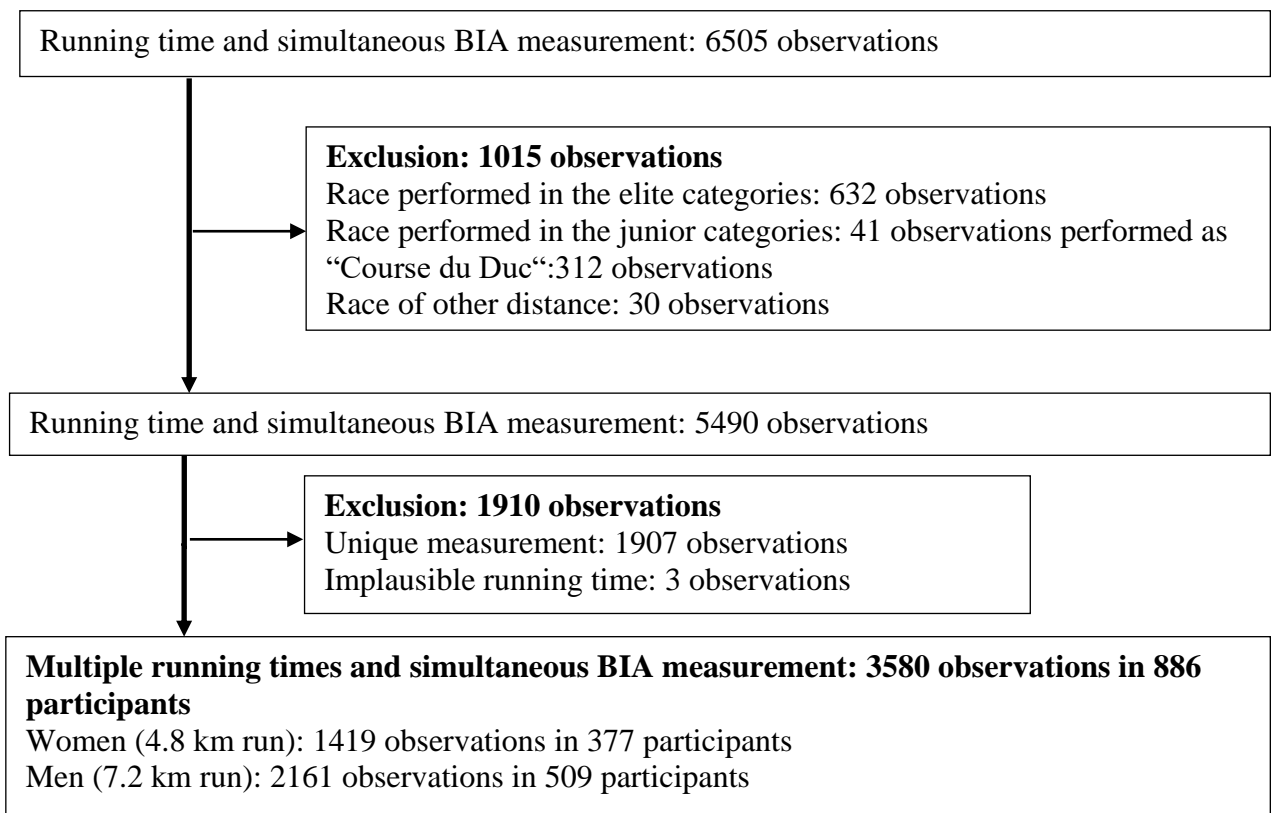 Running time and simultaneous BIA measurement: 6505 observations
Exclusion: 1015 observations
Race performed in the elite categories: 632 observations
Race performed in the junior categories: 41 observations performed as
“Course du Duc“:312 observations
Race of other distance: 30 observations
Running time and simultaneous BIA measurement: 5490 observations
Exclusion: 1910 observations
Unique measurement: 1907 observations
Implausible running time: 3 observations
Multiple running times and simultaneous BIA measurement: 3580 observations in 886
participants
Women (4.8 km run): 1419 observations in 377 participants
Men (7.2 km run): 2161 observations in 509 participants